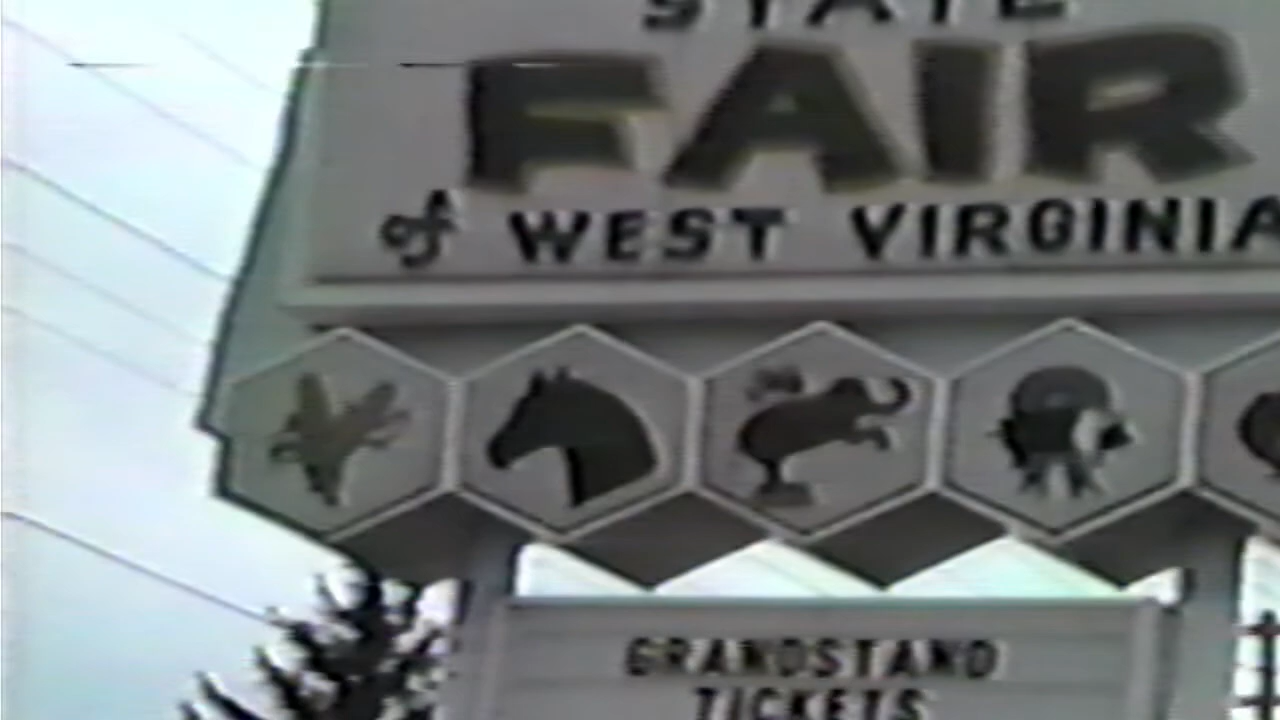 STATE
FAIR
of WEST VIRGINIA
GRANDSTAND
TICKETS